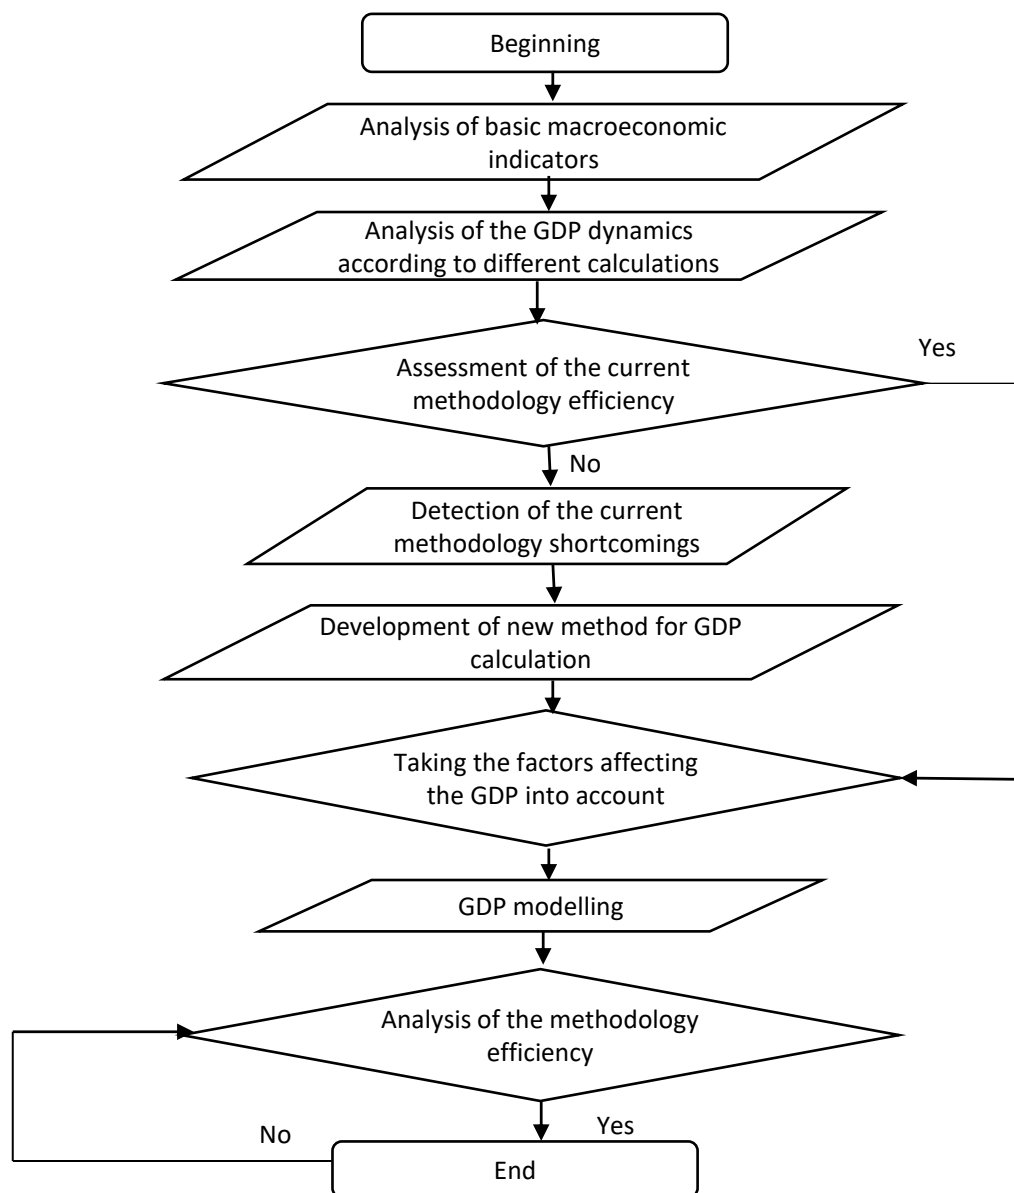 Beginning
Analysis of basic macroeconomic
indicators
Analysis of the GDP dynamics
according to different calculations
Yes
Assessment of the current
methodology efficiency
No
Detection of the current
methodology shortcomings
Development of new method for GDP
calculation
Taking the factors affecting
the GDP into account
GDP modelling
Analysis of the methodology
efficiency
Yes
No
End